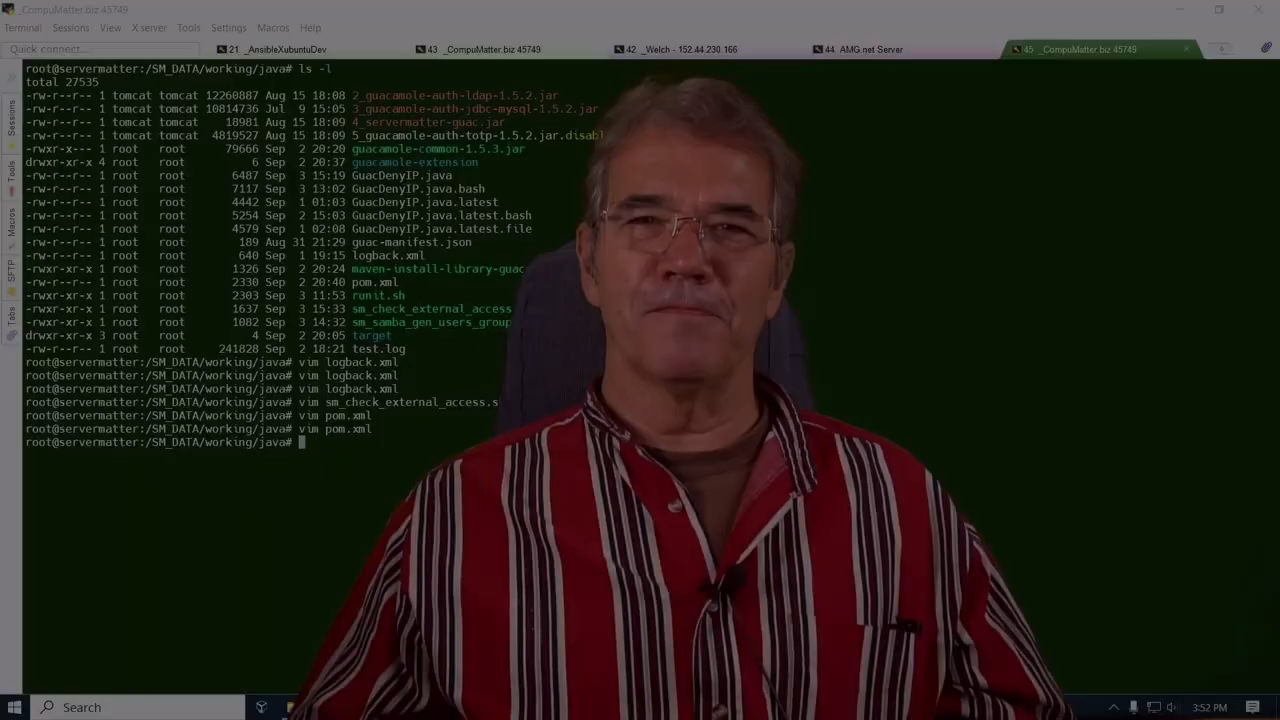 _CompuMatter.biz 45749
Terminal Sessions View X server Tools Settings Macros Help
Quick connect... 21 _AnsibleXubuntuDev 43 _CompuMatter.biz 45749 42 _Welch - 152.44.230.166 44 AMG.net Server 45 _CompuMatter.biz 45749
Sessions
Tools
Macros
SFTP
Tabs
root@servermatter:/SM_DATA/working/java# ls -l
total 27535
-rw-r--r-- 1 tomcat tomcat 12260887 Aug 15 18:08 2_guacamole-auth-ldap-1.5.2.jar
-rw-r--r-- 1 tomcat tomcat 10814736 Jul 9 15:05 3_guacamole-auth-jdbc-mysql-1.5.2.jar
-rw-r--r-- 1 tomcat tomcat 18981 Aug 15 18:09 4_servermatter-guac.jar
-rw-r--r-- 1 tomcat tomcat 4819527 Aug 15 18:09 5_guacamole-auth-totp-1.5.2.jar.disabl
-rwxr-x--- 1 root root 79666 Sep 2 20:20 guacamole-common-1.5.3.jar
drwxr-xr-x 4 root root 6 Sep 2 20:37 guacamole-extension
-rw-r--r-- 1 root root 6487 Sep 3 15:19 GuacDenyIP.java
-rw-r--r-- 1 root root 7117 Sep 3 13:02 GuacDenyIP.java.bash
-rw-r--r-- 1 root root 4442 Sep 1 01:03 GuacDenyIP.java.latest
-rw-r--r-- 1 root root 5254 Sep 2 15:03 GuacDenyIP.java.latest.bash
-rw-r--r-- 1 root root 4579 Sep 1 02:08 GuacDenyIP.java.latest.file
-rw-r--r-- 1 root root 189 Aug 31 21:29 guac-manifest.json
-rw-r--r-- 1 root root 640 Sep 1 19:15 logback.xml
-rwxr-xr-x 1 root root 1326 Sep 2 20:24 maven-install-library-guac
-rw-r--r-- 1 root root 2330 Sep 2 20:40 pom.xml
-rwxr-xr-x 1 root root 2303 Sep 3 11:53 runit.sh
-rwxr-xr-x 1 root root 1637 Sep 3 15:33 sm_check_external_access
-rwxr-xr-x 1 root root 1082 Sep 3 14:32 sm_samba_gen_users_group
drwxr-xr-x 3 root root 4 Sep 2 20:05 target
-rw-r--r-- 1 root root 241828 Sep 2 18:21 test.log
root@servermatter:/SM_DATA/working/java# vim logback.xml
root@servermatter:/SM_DATA/working/java# vim logback.xml
root@servermatter:/SM_DATA/working/java# vim logback.xml
root@servermatter:/SM_DATA/working/java# vim sm_check_external_access.s
root@servermatter:/SM_DATA/working/java# vim pom.xml
root@servermatter:/SM_DATA/working/java# vim pom.xml
root@servermatter:/SM_DATA/working/java#
Search 3:52 PM